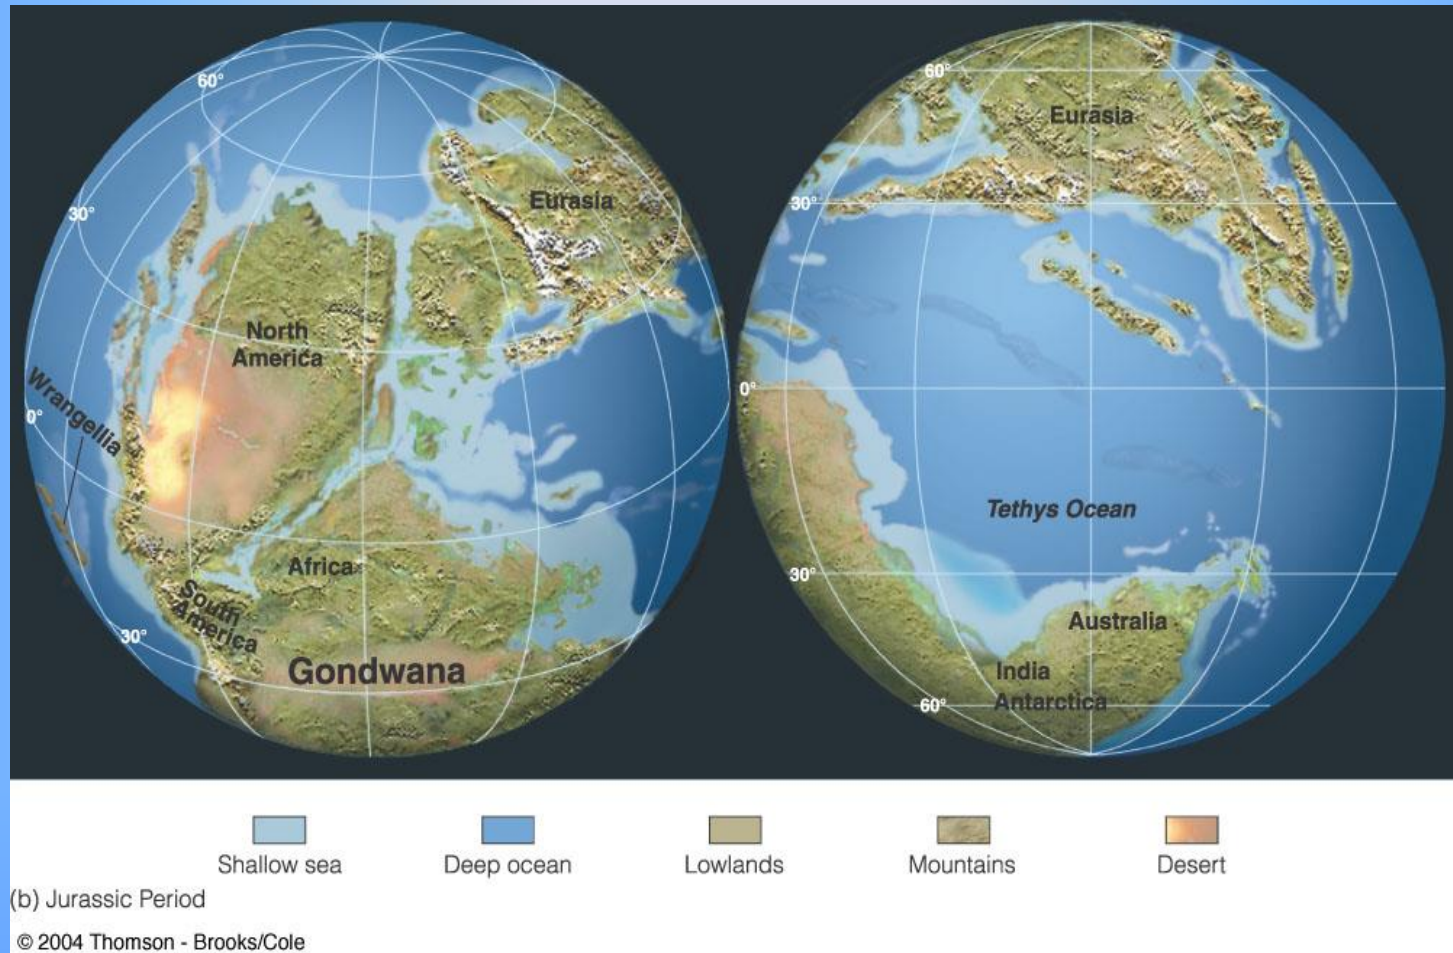 60°
Eurasia
30°
North
America
Wrangellia
0°
Africa
South
America
30°
Gondwana
60°
Eurasia
30°
0°
Tethys Ocean
30°
Australia
India
Antarctica
60°
Shallow sea
Deep ocean
Lowlands
Mountains
Desert
(b) Jurassic Period
© 2004 Thomson - Brooks/Cole